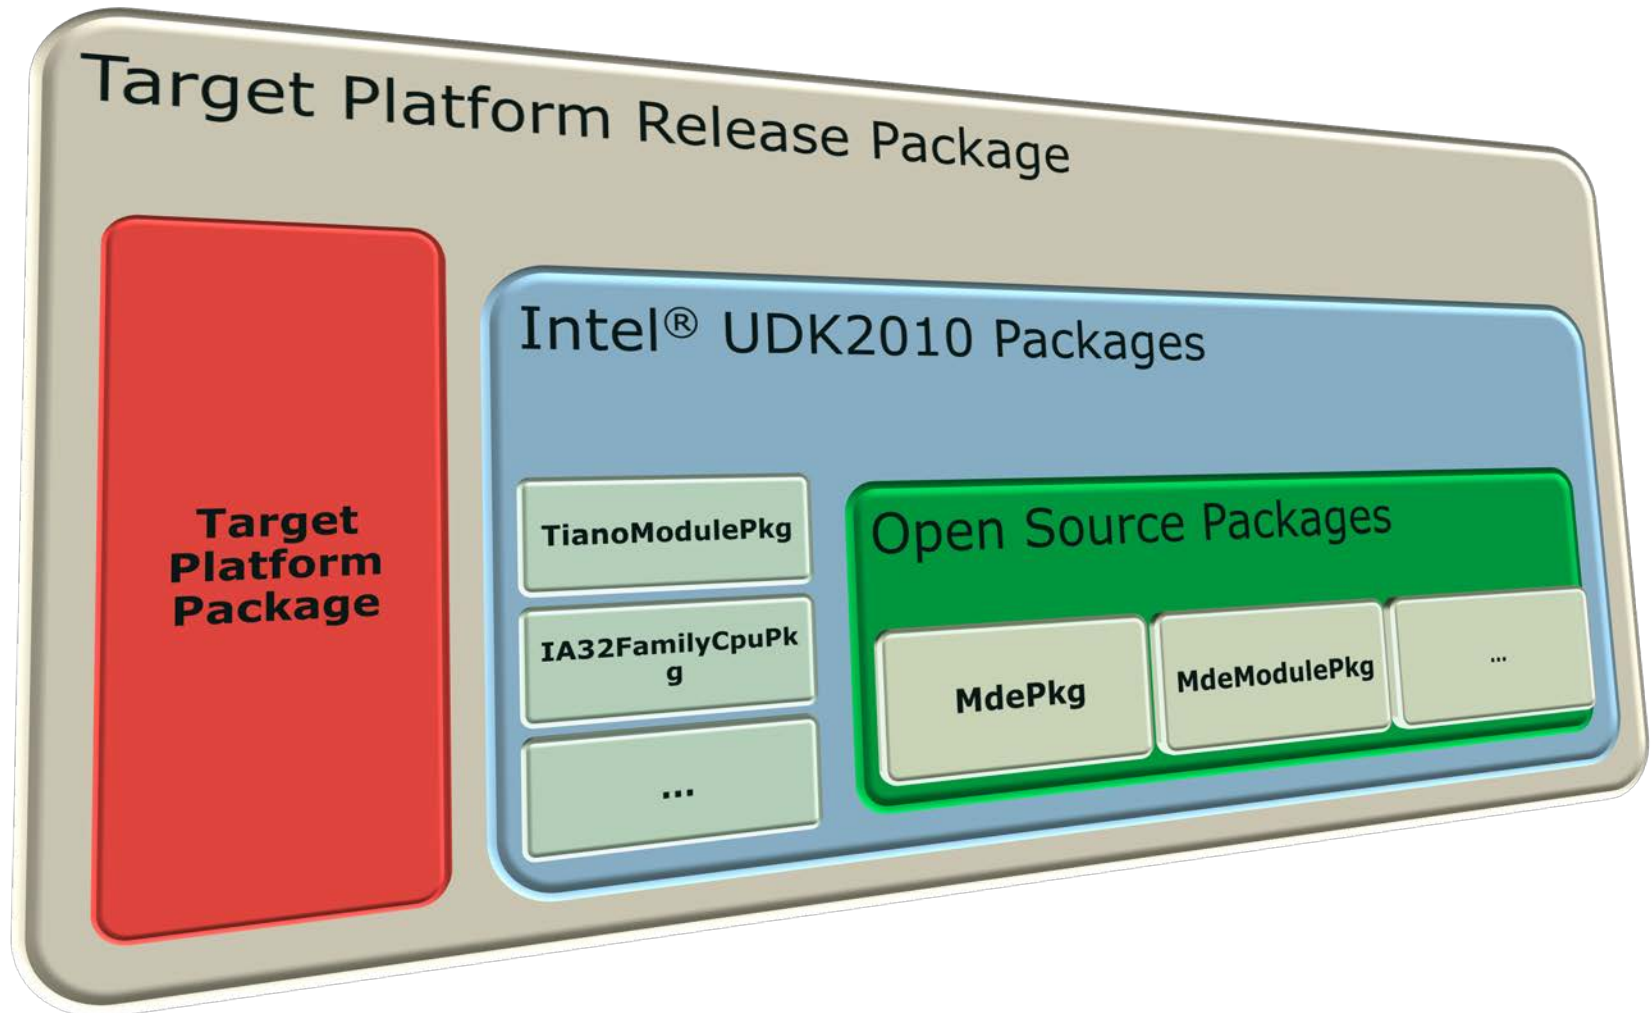 Target Platform Release Package
Target
Platform
Package
Intel® UDK2010 Packages
TianoModulePkg
IA32FamilyCpuPk
g
...
Open Source Packages
MdePkg
MdeModulePkg
...